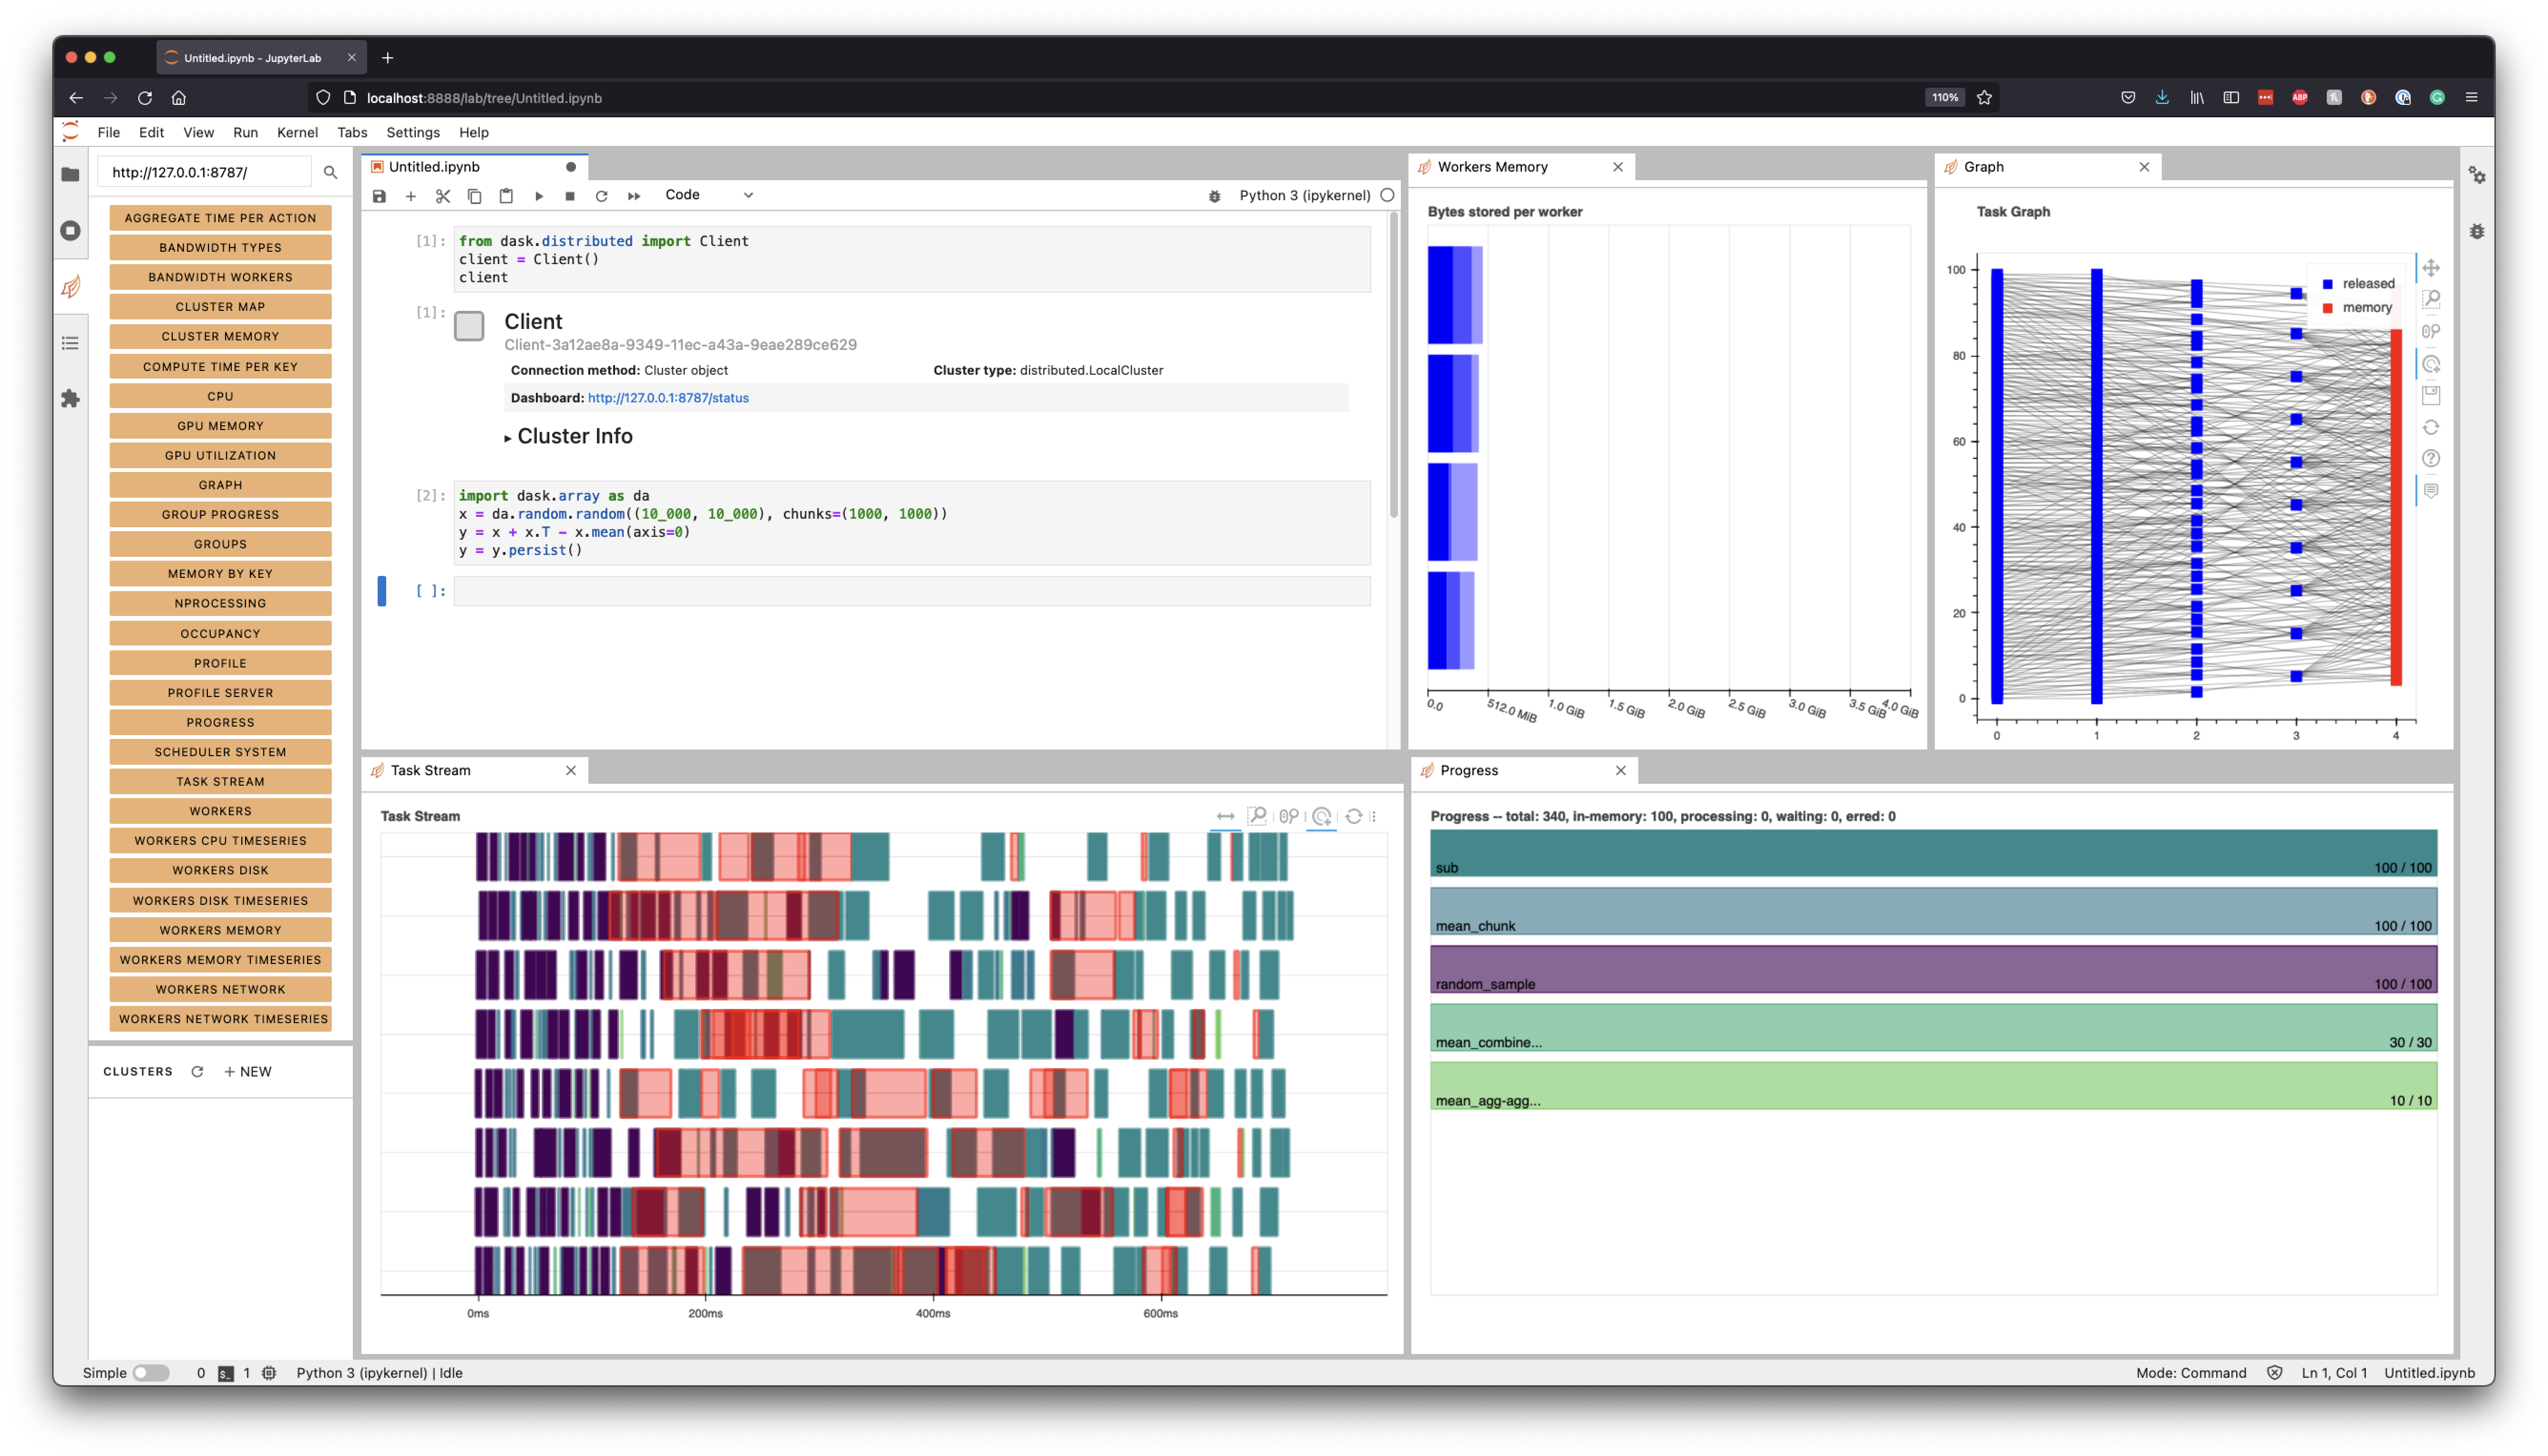 Untitled.ipynb - JupyterLab
localhost:8888/lab/tree/Untitled.ipynb
110%
ABP
File Edit View Run Kernel Tabs Settings Help
http://127.0.0.1:8787/
AGGREGATE TIME PER ACTION
BANDWIDTH TYPES
BANDWIDTH WORKERS
CLUSTER MAP
CLUSTER MEMORY
COMPUTE TIME PER KEY
CPU
GPU MEMORY
GPU UTILIZATION
GRAPH
GROUP PROGRESS
GROUPS
MEMORY BY KEY
NPROCESSING
OCCUPANCY
PROFILE
PROFILE SERVER
PROGRESS
SCHEDULER SYSTEM
TASK STREAM
WORKERS
WORKERS CPU TIMESERIES
WORKERS DISK
WORKERS DISK TIMESERIES
WORKERS MEMORY
WORKERS MEMORY TIMESERIES
WORKERS NETWORK
WORKERS NETWORK TIMESERIES
CLUSTERS + NEW
Untitled.ipynb
Code
Python 3 (ipykernel)
[1]: from dask.distributed import Client
client = Client()
client
[1]: Client
Client-3a12ae8a-9349-11ec-a43a-9eae289ce629
Connection method: Cluster object Cluster type: distributed.LocalCluster
Dashboard: http://127.0.0.1:8787/status
▸ Cluster Info
[2]: import dask.array as da
x = da.random.random((10_000, 10_000), chunks=(1000, 1000))
y = x + x.T - x.mean(axis=0)
y = y.persist()
[ ]:
Workers Memory
Bytes stored per worker
0.0 512.0 MiB 1.0 GiB 1.5 GiB 2.0 GiB 2.5 GiB 3.0 GiB 3.5 GiB 4.0 GiB
Graph
Task Graph
released
memory
100
80
60
40
20
0
0 1 2 3 4
Task Stream
Task Stream
0ms 200ms 400ms 600ms
Progress
Progress -- total: 340, in-memory: 100, processing: 0, waiting: 0, erred: 0
sub 100 / 100
mean_chunk 100 / 100
random_sample 100 / 100
mean_combine... 30 / 30
mean_agg-agg... 10 / 10
Simple 0 $_ 1 Python 3 (ipykernel) | Idle
Mode: Command Ln 1, Col 1 Untitled.ipynb